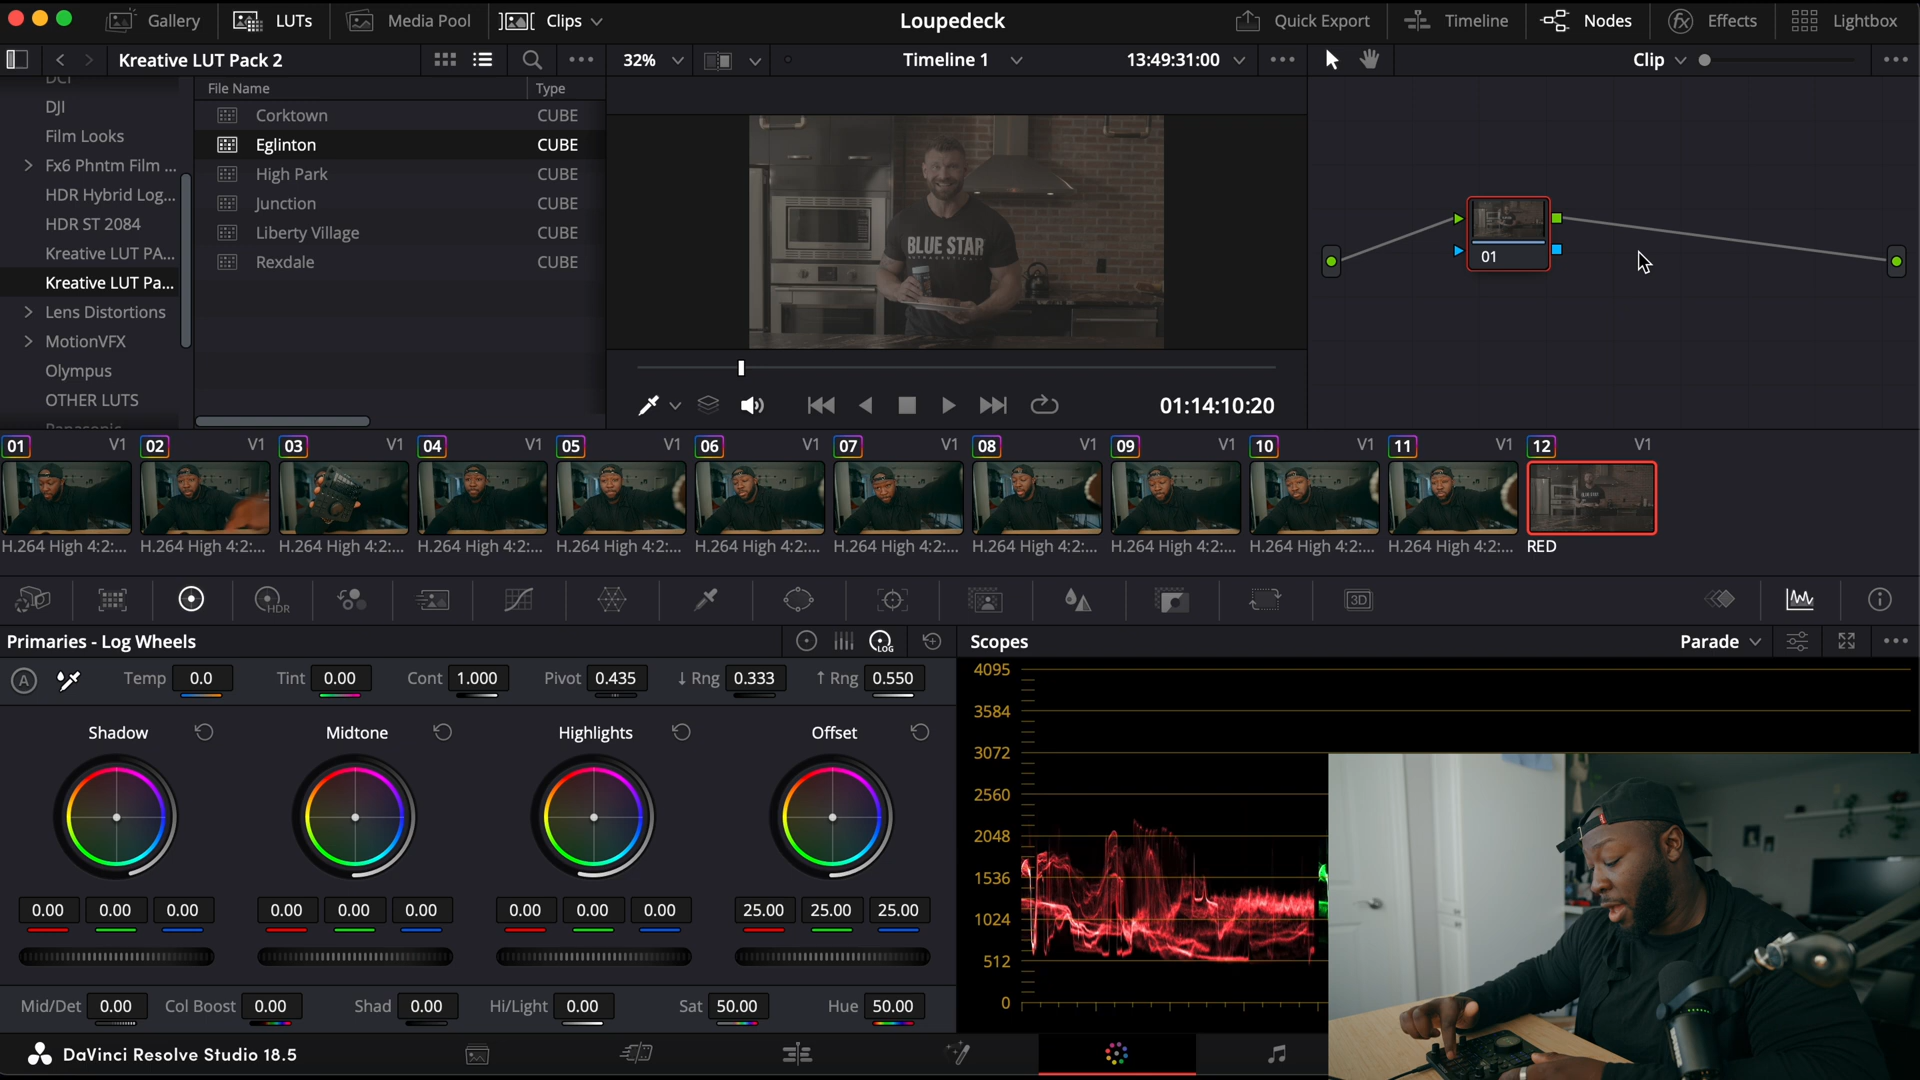 Gallery LUTs Media Pool Clips Loupedeck Quick Export Timeline Nodes Effects Lightbox
Kreative LUT Pack 2 32% Timeline 1 13:49:31:00 Clip
File Name Type
DCI
DJI
Film Looks
Fx6 Phntm Film ...
HDR Hybrid Log...
HDR ST 2084
Kreative LUT PA...
Kreative LUT Pa...
Lens Distortions
MotionVFX
Olympus
OTHER LUTS
Panasonic
Corktown CUBE
Eglinton CUBE
High Park CUBE
Junction CUBE
Liberty Village CUBE
Rexdale CUBE
BLUE STAR
01
01:14:10:20
01 V1 02 V1 03 V1 04 V1 05 V1 06 V1 07 V1 08 V1 09 V1 10 V1 11 V1 12 V1
H.264 High 4:2:... H.264 High 4:2:... H.264 High 4:2:... H.264 High 4:2:... H.264 High 4:2:... H.264 High 4:2:... H.264 High 4:2:... H.264 High 4:2:... H.264 High 4:2:... H.264 High 4:2:... H.264 High 4:2:... RED
HDR 3D
Primaries - Log Wheels LOG
A Temp 0.0 Tint 0.00 Cont 1.000 Pivot 0.435 ↓ Rng 0.333 ↑ Rng 0.550
Shadow Midtone Highlights Offset
0.00 0.00 0.00 0.00 0.00 0.00 0.00 0.00 0.00 25.00 25.00 25.00
Mid/Det 0.00 Col Boost 0.00 Shad 0.00 Hi/Light 0.00 Sat 50.00 Hue 50.00
Scopes Parade
4095
3584
3072
2560
2048
1536
1024
512
0
DaVinci Resolve Studio 18.5